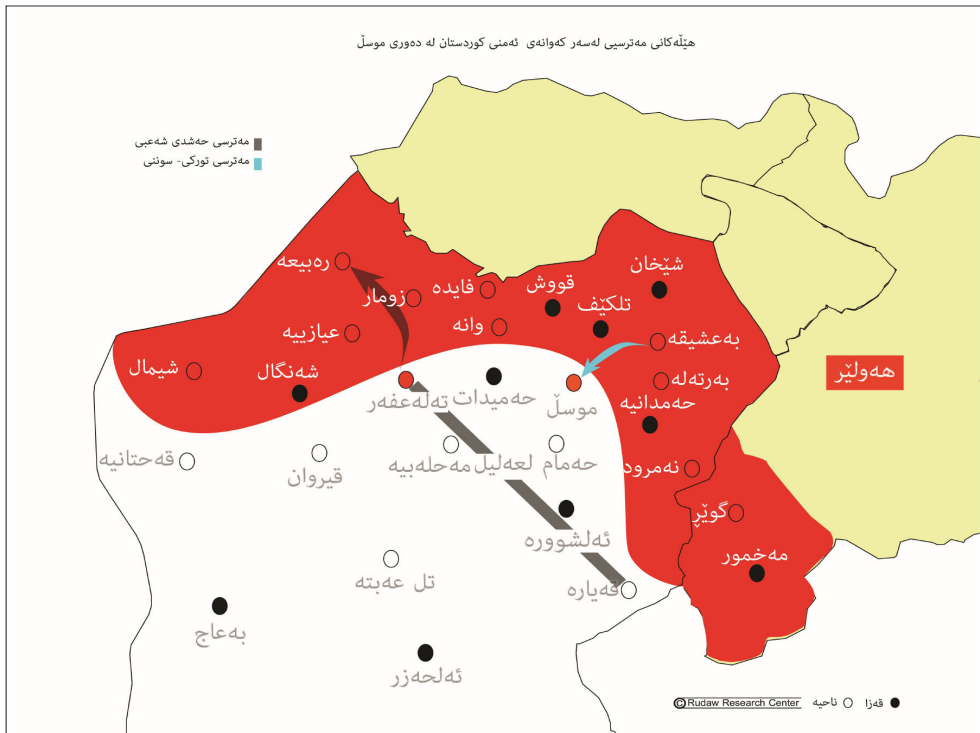 هێڵەکانی مەترسیی لەسەر کەوانەی ئەمنی کوردستان لە دەوری موسڵ
مەترسی حەشدی شەعبی
مەترسی تورکی- سوننی
رەبیعە
زومار
فایدە
قووش
شێخان
تلکێف
وانە
عیازییە
بەعشیقە
شیمال
شەنگال
تەلەعفەر
حەمیدات
موسڵ
بەرتەلە
هەولێر
حەمدانیە
قەحتانیە
قیروان
مەحلەبیە
حەمام لعەلیل
نەمرود
گوێڕ
ئەلشوورە
مەخمور
تل عەبتە
قەیارە
بەعاج
ئەلحەزر
قەزا
ناحیە
© Rudaw Research Center